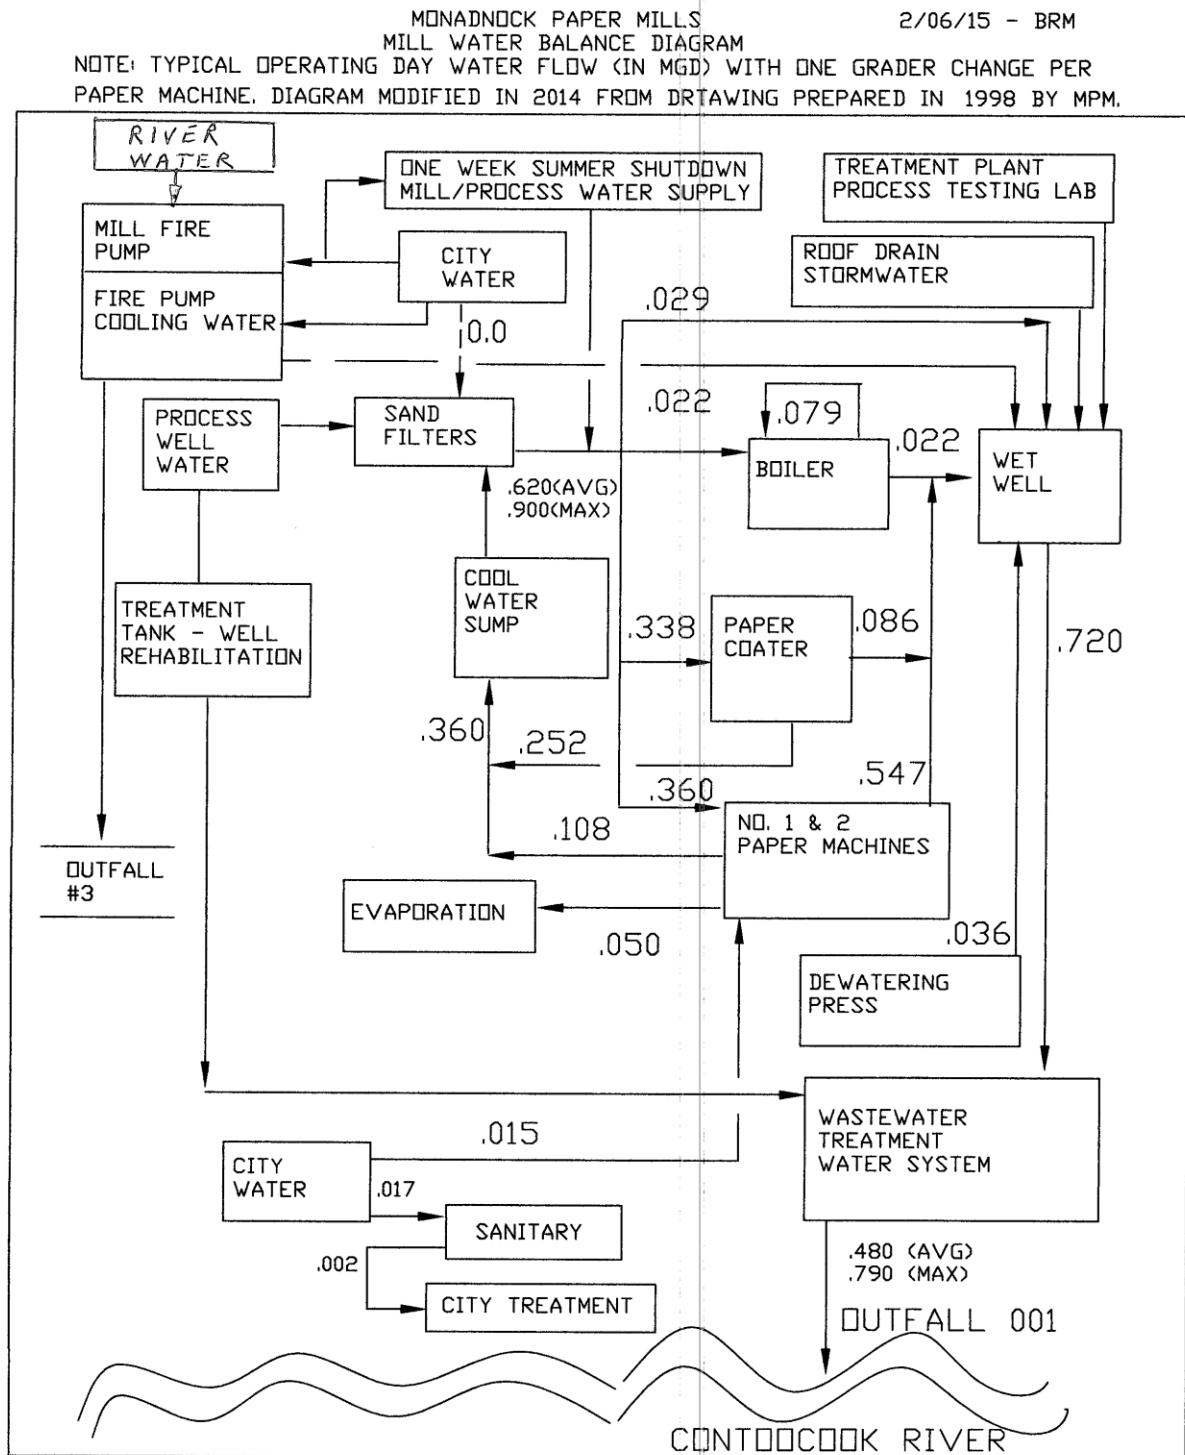 MONADNOCK PAPER MILLS
2/06/15 - BRM
MILL WATER BALANCE DIAGRAM
NOTE: TYPICAL OPERATING DAY WATER FLOW (IN MGD) WITH ONE GRADER CHANGE PER
PAPER MACHINE. DIAGRAM MODIFIED IN 2014 FROM DRTAWING PREPARED IN 1998 BY MPM.
RIVER
WATER
ONE WEEK SUMMER SHUTDOWN
MILL/PROCESS WATER SUPPLY
TREATMENT PLANT
PROCESS TESTING LAB
MILL FIRE
PUMP
CITY
WATER
ROOF DRAIN
STORMWATER
FIRE PUMP
COOLING WATER
0.0
.029
PROCESS
WELL
WATER
SAND
FILTERS
.022
.079
BOILER
.022
WET
WELL
.620(AVG)
.900(MAX)
COOL
WATER
SUMP
TREATMENT
TANK - WELL
REHABILITATION
.338
PAPER
COATER
.086
.720
.360
.252
.360
.547
.108
NO. 1 & 2
PAPER MACHINES
OUTFALL
#3
EVAPORATION
.050
.036
DEWATERING
PRESS
WASTEWATER
TREATMENT
WATER SYSTEM
.015
CITY
WATER
.017
SANITARY
.002
CITY TREATMENT
.480 (AVG)
.790 (MAX)
OUTFALL 001
CONTOOCOOK RIVER